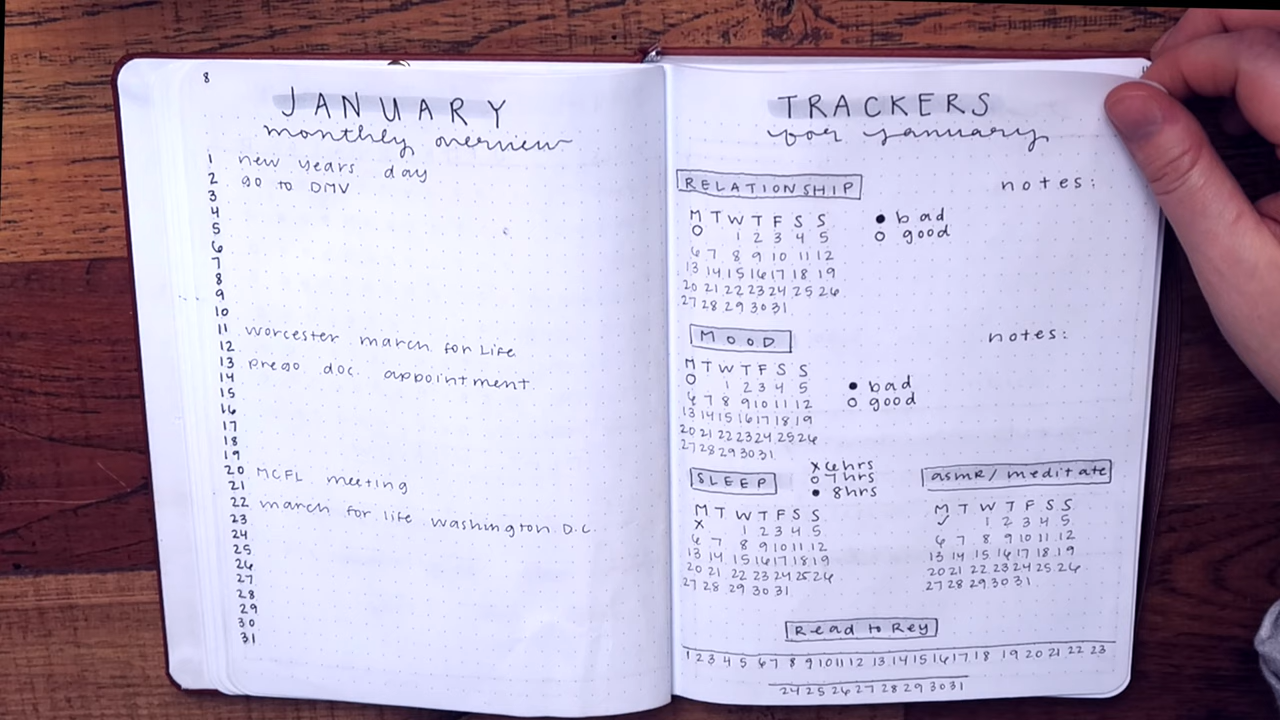 8
JANUARY
monthly overview
1 new years day
2 go to DMV
3
4
5
6
7
8
9
10
11 worcester march for Life
12
13 prego doc. appointment
14
15
16
17
18
19
20 MCFL meeting
21
22 march for life washington D.C.
23
24
25
26
27
28
29
30
31
TRACKERS
for january
RELATIONSHIP notes:
M T W T F S S ● bad
1 2 3 4 5 ○ good
6 7 8 9 10 11 12
13 14 15 16 17 18 19
20 21 22 23 24 25 26
27 28 29 30 31
MOOD notes:
M T W T F S S
1 2 3 4 5 ● bad
6 7 8 9 10 11 12 ○ good
13 14 15 16 17 18 19
20 21 22 23 24 25 26
27 28 29 30 31
SLEEP
x 6hrs
○ 7hrs
● 8hrs
M T W T F S S
x 1 2 3 4 5
6 7 8 9 10 11 12
13 14 15 16 17 18 19
20 21 22 23 24 25 26
27 28 29 30 31
asmr/meditate
M T W T F S S
✓ 1 2 3 4 5
6 7 8 9 10 11 12
13 14 15 16 17 18 19
20 21 22 23 24 25 26
27 28 29 30 31
Read to Rey
1 2 3 4 5 6 7 8 9 10 11 12 13 14 15 16 17 18 19 20 21 22 23
24 25 26 27 28 29 30 31